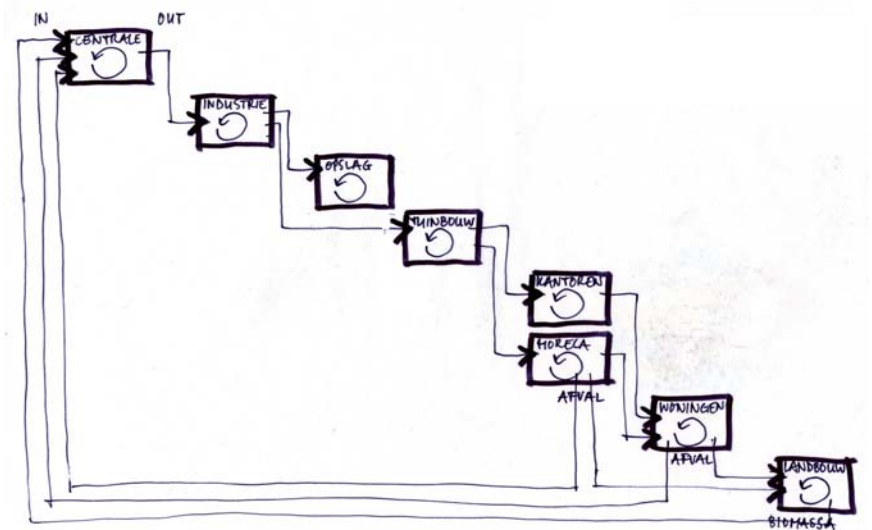 IN
OUT
CENTRALE
INDUSTRIE
OPSLAG
TUINBOUW
KANTOREN
HORECA
AFVAL
WONINGEN
AFVAL
LANDBOUW
BIOMASSA